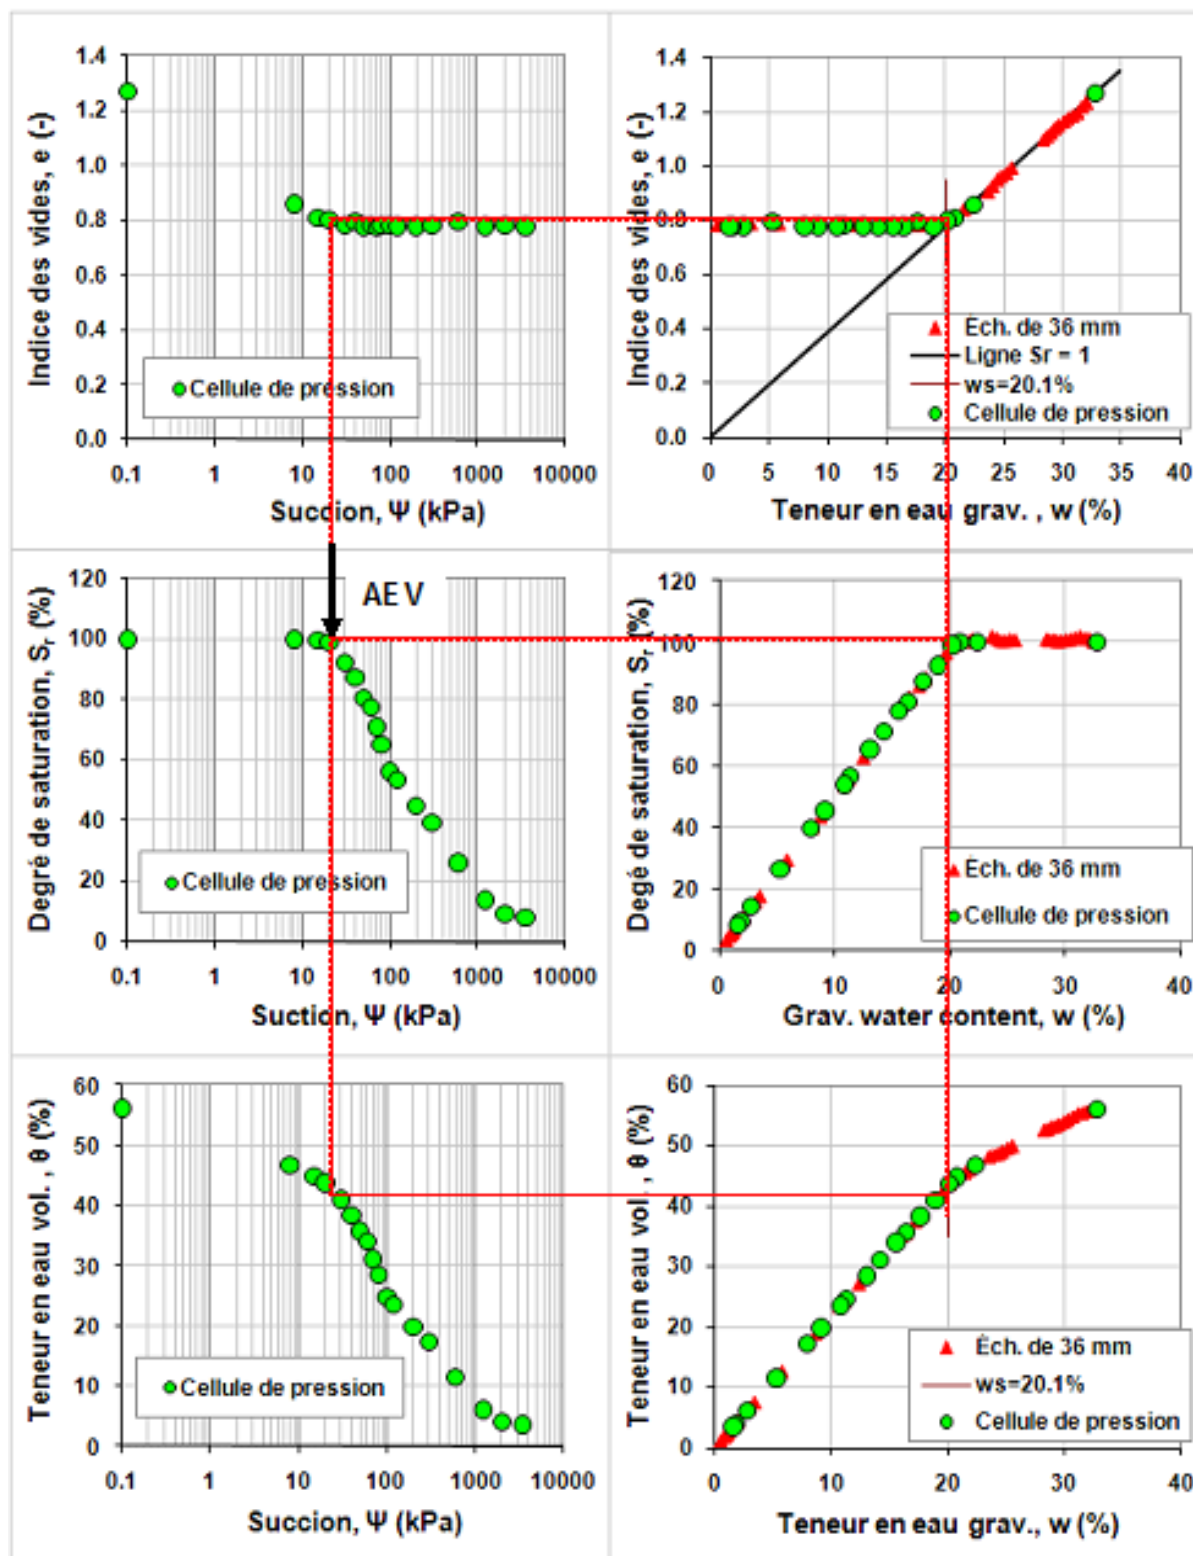 1.4
1.2
1.0
0.8
0.6
0.4
0.2
0.0
Indice des vides, e (-)
Cellule de pression
0.1 1 10 100 1000 10000
Succion, Ψ (kPa)
1.4
1.2
1.0
0.8
0.6
0.4
0.2
0.0
Indice des vides, e (-)
Éch. de 36 mm
Ligne Sr = 1
ws=20.1%
Cellule de pression
0 5 10 15 20 25 30 35 40
Teneur en eau grav. , w (%)
120
100
80
60
40
20
0
Degré de saturation, Sr (%)
AEV
Cellule de pression
0.1 1 10 100 1000 10000
Suction, Ψ (kPa)
120
100
80
60
40
20
0
Degé de saturation, Sr (%)
Éch. de 36 mm
Cellule de pression
0 10 20 30 40
Grav. water content, w (%)
60
50
40
30
20
10
0
Teneur en eau vol. , θ (%)
Cellule de pression
0.1 1 10 100 1000 10000
Succion, Ψ (kPa)
60
50
40
30
20
10
0
Teneur en eau vol. , θ (%)
Éch. de 36 mm
ws=20.1%
Cellule de pression
0 10 20 30 40
Teneur en eau grav., w (%)